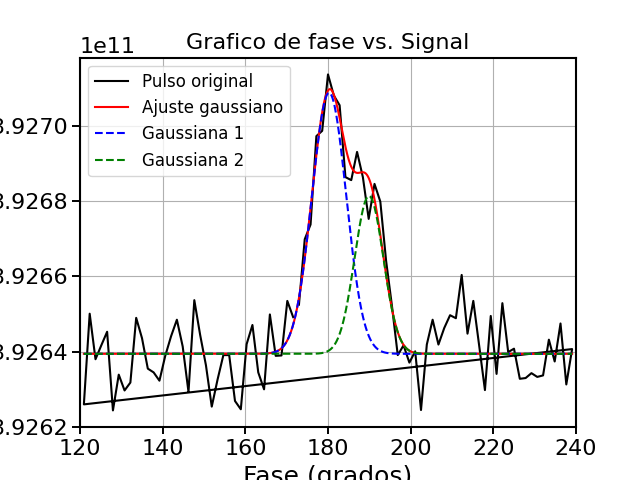 Grafico de fase vs. Signal
1e11
Pulso original
Ajuste gaussiano
Gaussiana 1
Gaussiana 2
.9270
.9268
.9266
.9264
.9262
120 140 160 180 200 220 240
Fase (grados)